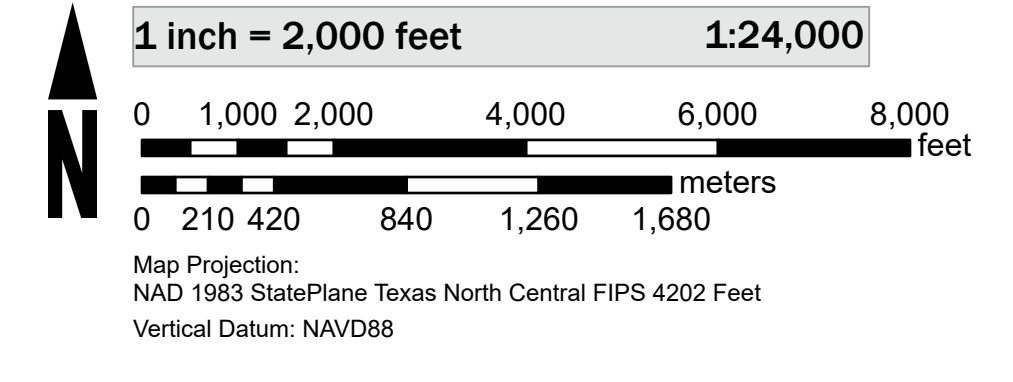 N
1 inch = 2,000 feet 1:24,000
0 1,000 2,000 4,000 6,000 8,000
feet
meters
0 210 420 840 1,260 1,680
Map Projection:
NAD 1983 StatePlane Texas North Central FIPS 4202 Feet
Vertical Datum: NAVD88